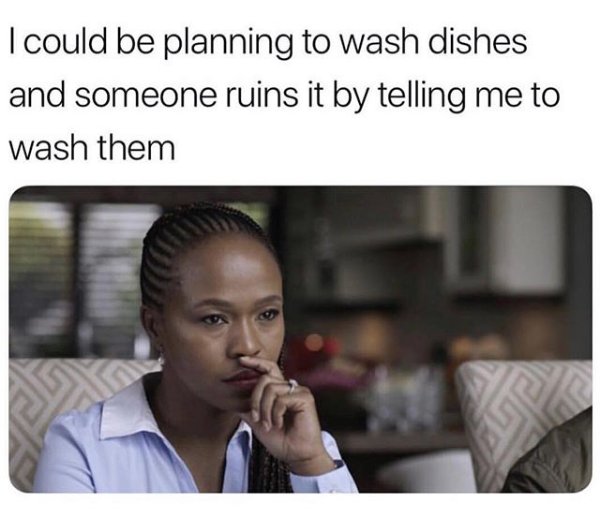 I could be planning to wash dishes
and someone ruins it by telling me to
wash them